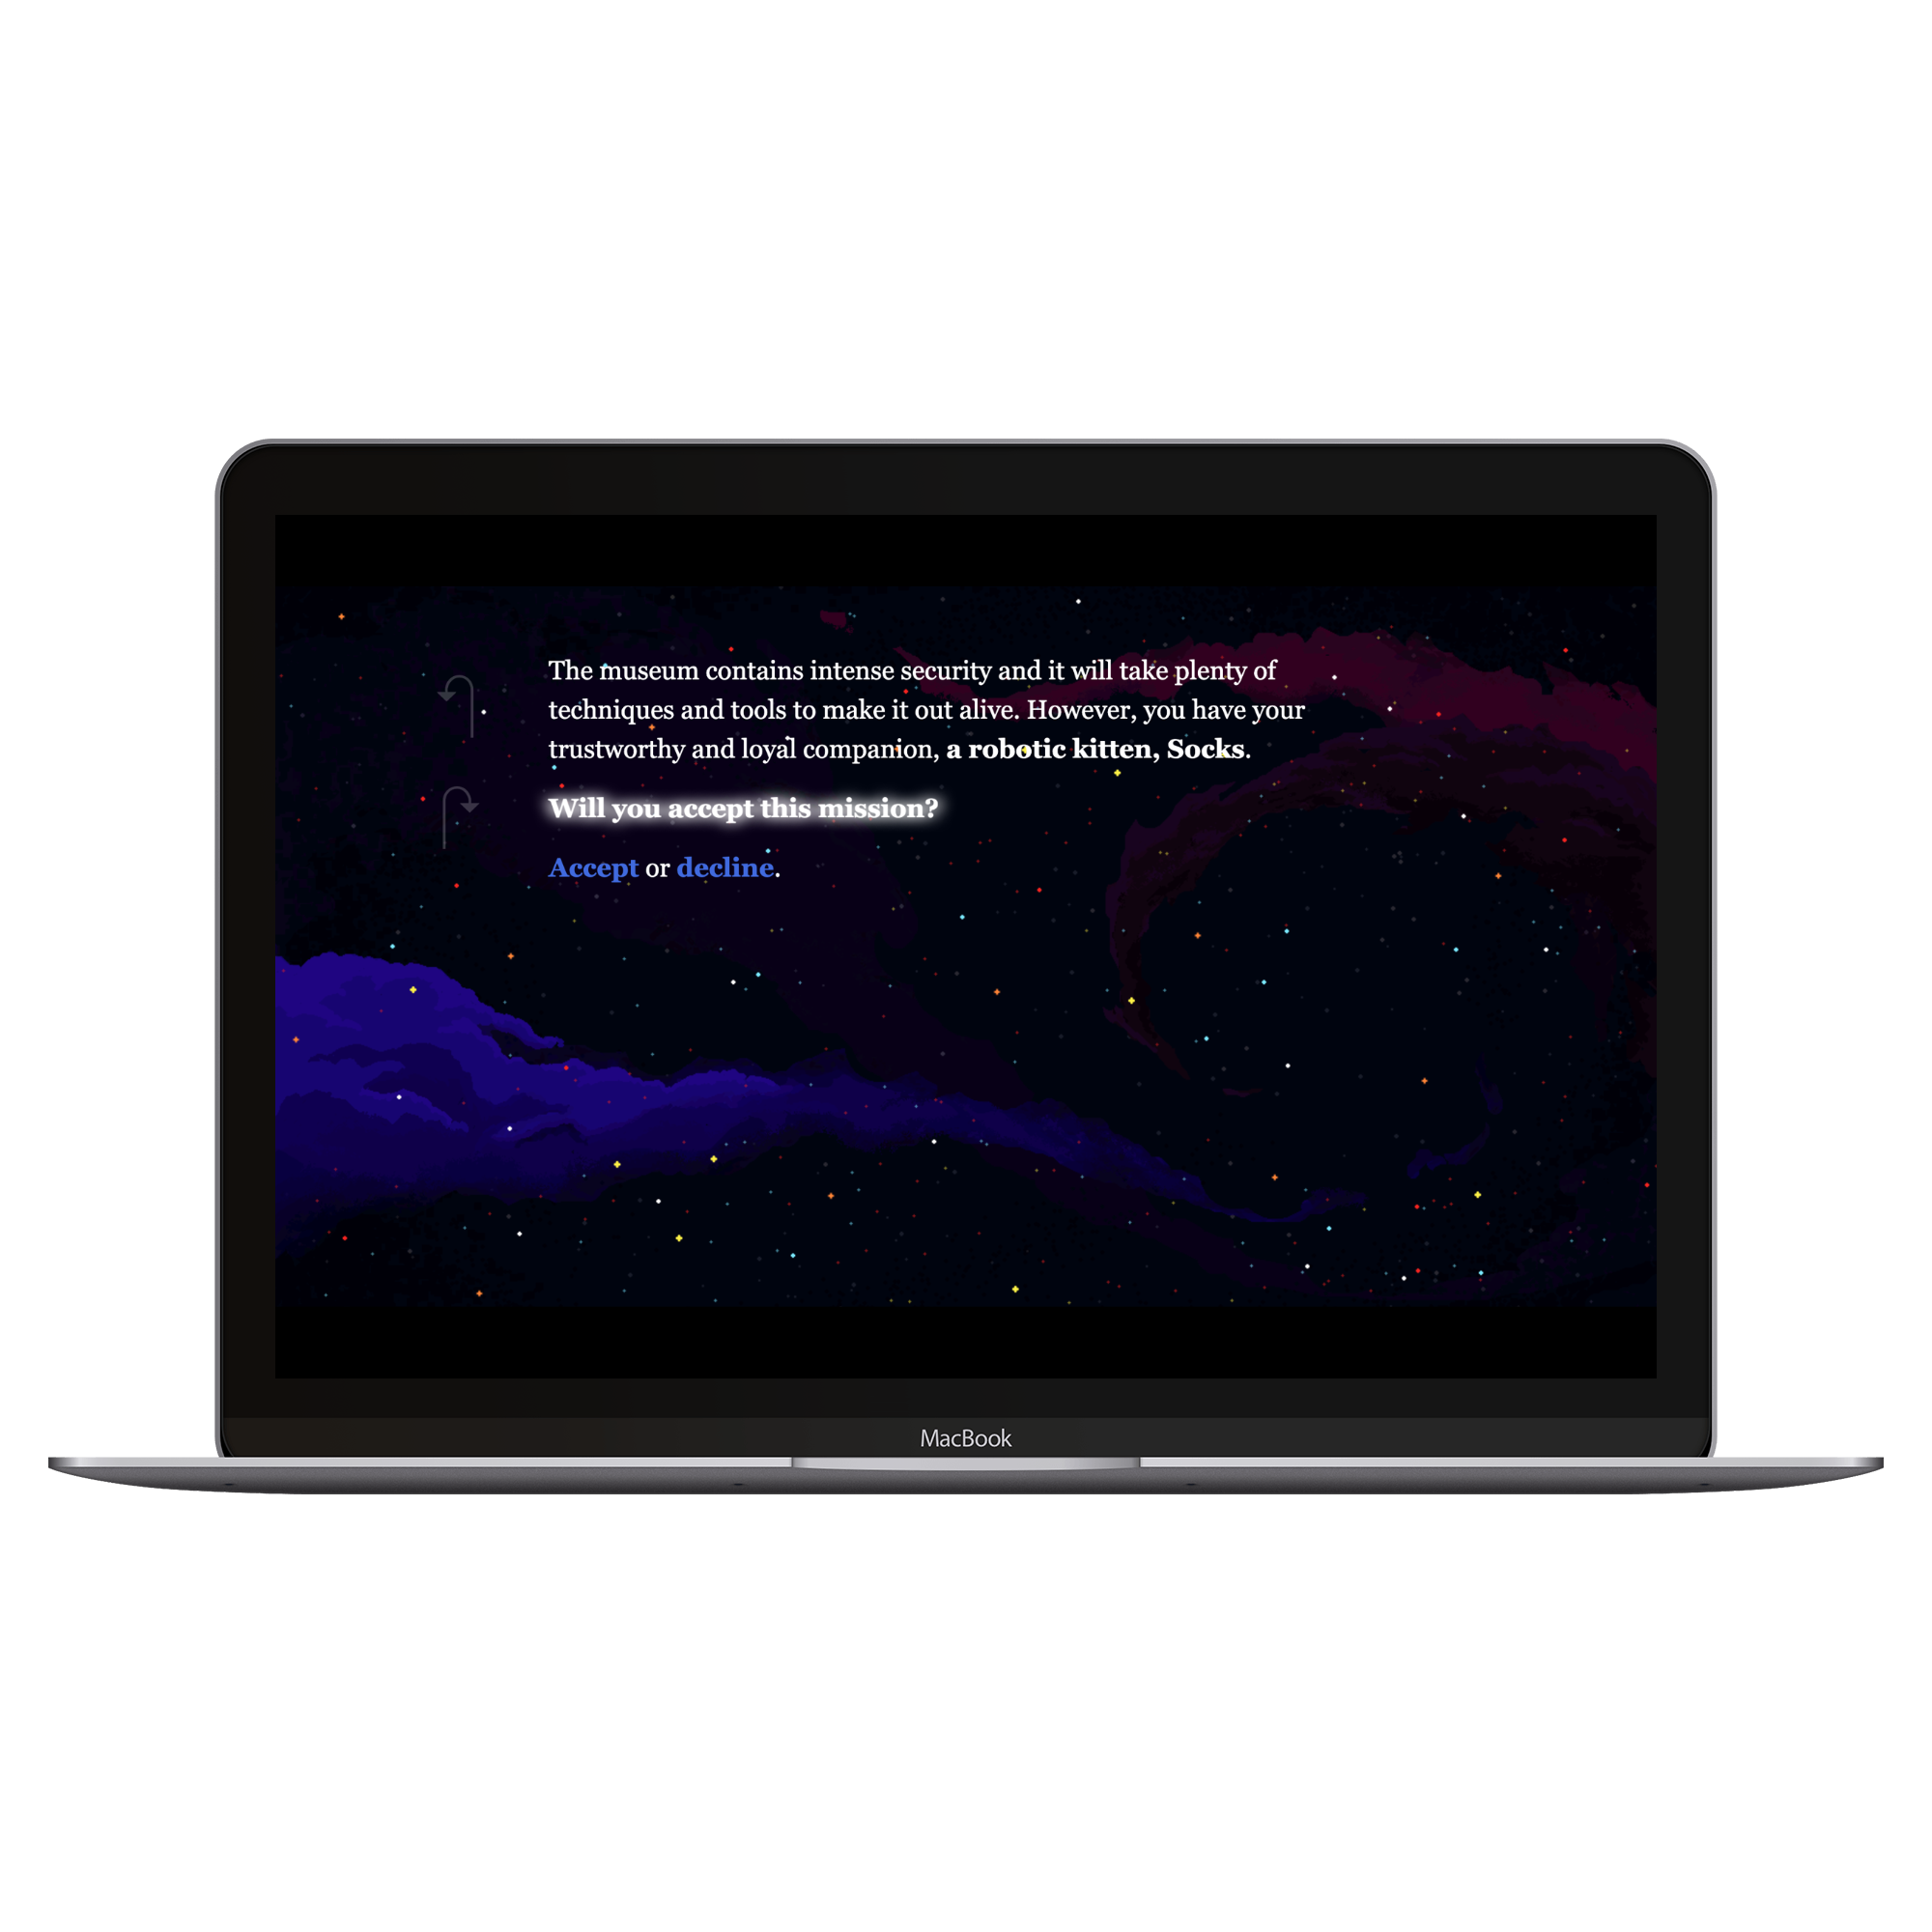 The museum contains intense security and it will take plenty of
techniques and tools to make it out alive. However, you have your
trustworthy and loyal companion, a robotic kitten, Socks.
Will you accept this mission?
Accept or decline.
MacBook